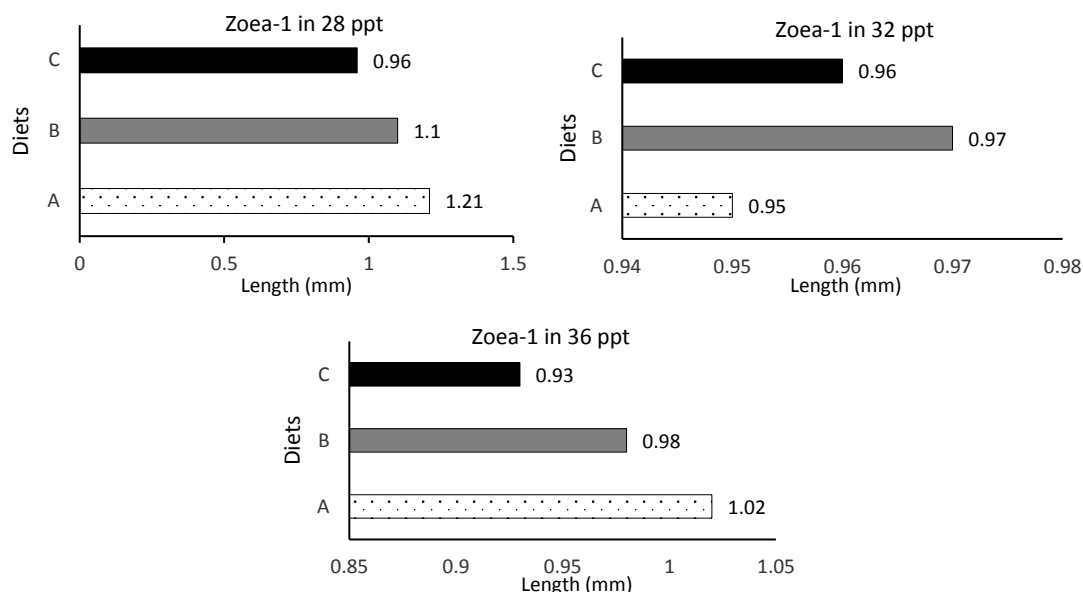 Zoea-1 in 28 ppt
C
0.96
B
1.1
A
1.21
Diets
0 0.5 1 1.5
Length (mm)
Zoea-1 in 32 ppt
C
0.96
B
0.97
A
0.95
Diets
0.94 0.95 0.96 0.97 0.98
Length (mm)
Zoea-1 in 36 ppt
C
0.93
B
0.98
A
1.02
Diets
0.85 0.9 0.95 1 1.05
Length (mm)